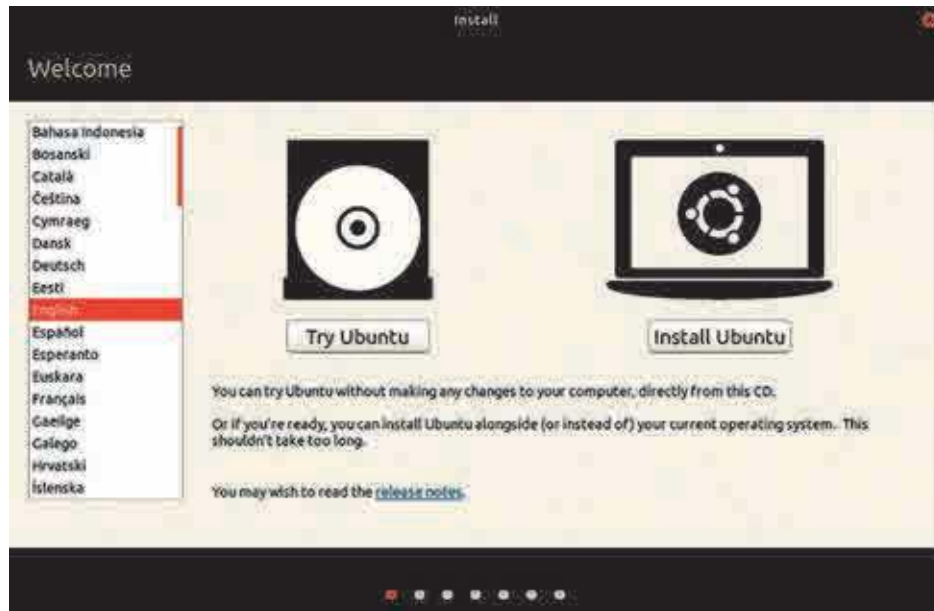 Install
Welcome
Bahasa Indonesia
Bosanski
Català
Čeština
Cymraeg
Dansk
Deutsch
Eesti
English
Español
Esperanto
Euskara
Français
Gaeilge
Galego
Hrvatski
Íslenska
Try Ubuntu
Install Ubuntu
You can try Ubuntu without making any changes to your computer, directly from this CD.
Or if you're ready, you can install Ubuntu alongside (or instead of) your current operating system. This
shouldn't take too long.
You may wish to read the release notes.